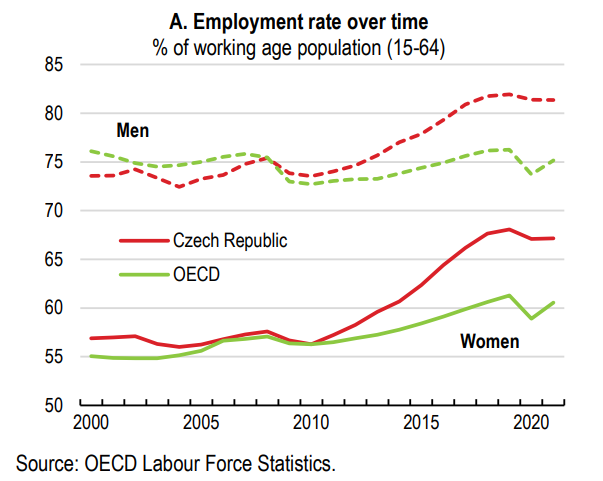 A. Employment rate over time
% of working age population (15-64)
85
80
Men
75
70
Czech Republic
65
OECD
60
Women
55
50
2000 2005 2010 2015 2020
Source: OECD Labour Force Statistics.